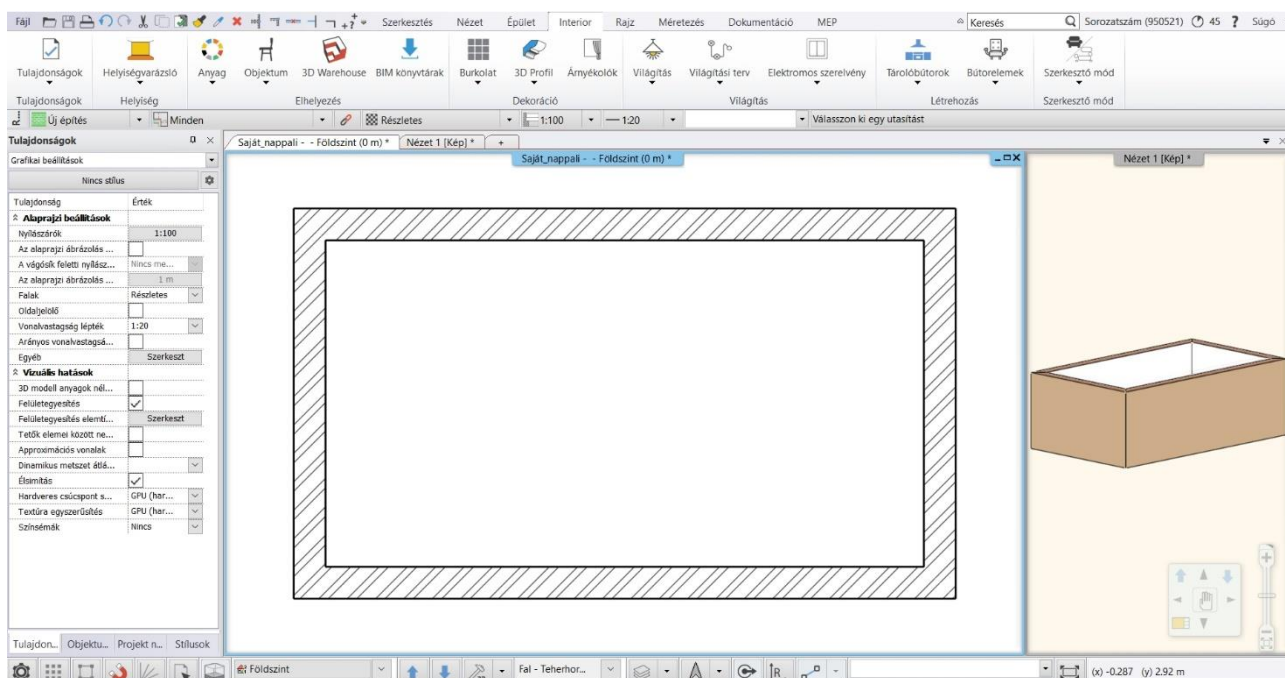 Fájl Szerkesztés Nézet Épület Interior Rajz Méretezés Dokumentáció MEP Keresés Sorozatszám (950521) 45 ? Súgó
Tulajdonságok Helyiségvarázsló Anyag Objektum 3D Warehouse BIM könyvtárak Burkolat 3D Profil Árnyékolók Világítás Világítási terv Elektromos szerelvény Tárolóbútorok Bútorelemek Szerkesztő mód
Tulajdonságok Helyiség Elhelyezés Dekoráció Világítás Létrehozás Szerkesztő mód
Új építés Minden Részletes 1:100 1:20 Válasszon ki egy utasítást
Tulajdonságok
Saját_nappali - - Földszint (0 m) * Nézet 1 [Kép] * +
Grafikai beállítások
Saját_nappali - - Földszint (0 m) * Nézet 1 [Kép] *
Nincs stílus
Tulajdonság Érték
Alaprajzi beállítások
Nyílászárók 1:100
Az alaprajzi ábrázolás ...
A vágósík feletti nyílász... Nincs me...
Az alaprajzi ábrázolás ... 1 m
Falak Részletes
Oldaljelölő
Vonalvastagság lépték 1:20
Arányos vonalvastagsá...
Egyéb Szerkeszt
Vizuális hatások
3D modell anyagok nél...
Felületegyesítés
Felületegyesítés elemtí... Szerkeszt
Tetők elemei között ne...
Approximációs vonalak
Dinamikus metszet átlá...
Élsimítás
Hardveres csúcspont s... GPU (har...
Textúra egyszerűsítés GPU (har...
Színsémák Nincs
Tulajdon... Objektu... Projekt n... Stílusok
Földszint Fal - Teherhor... (x) -0.287 (y) 2.92 m